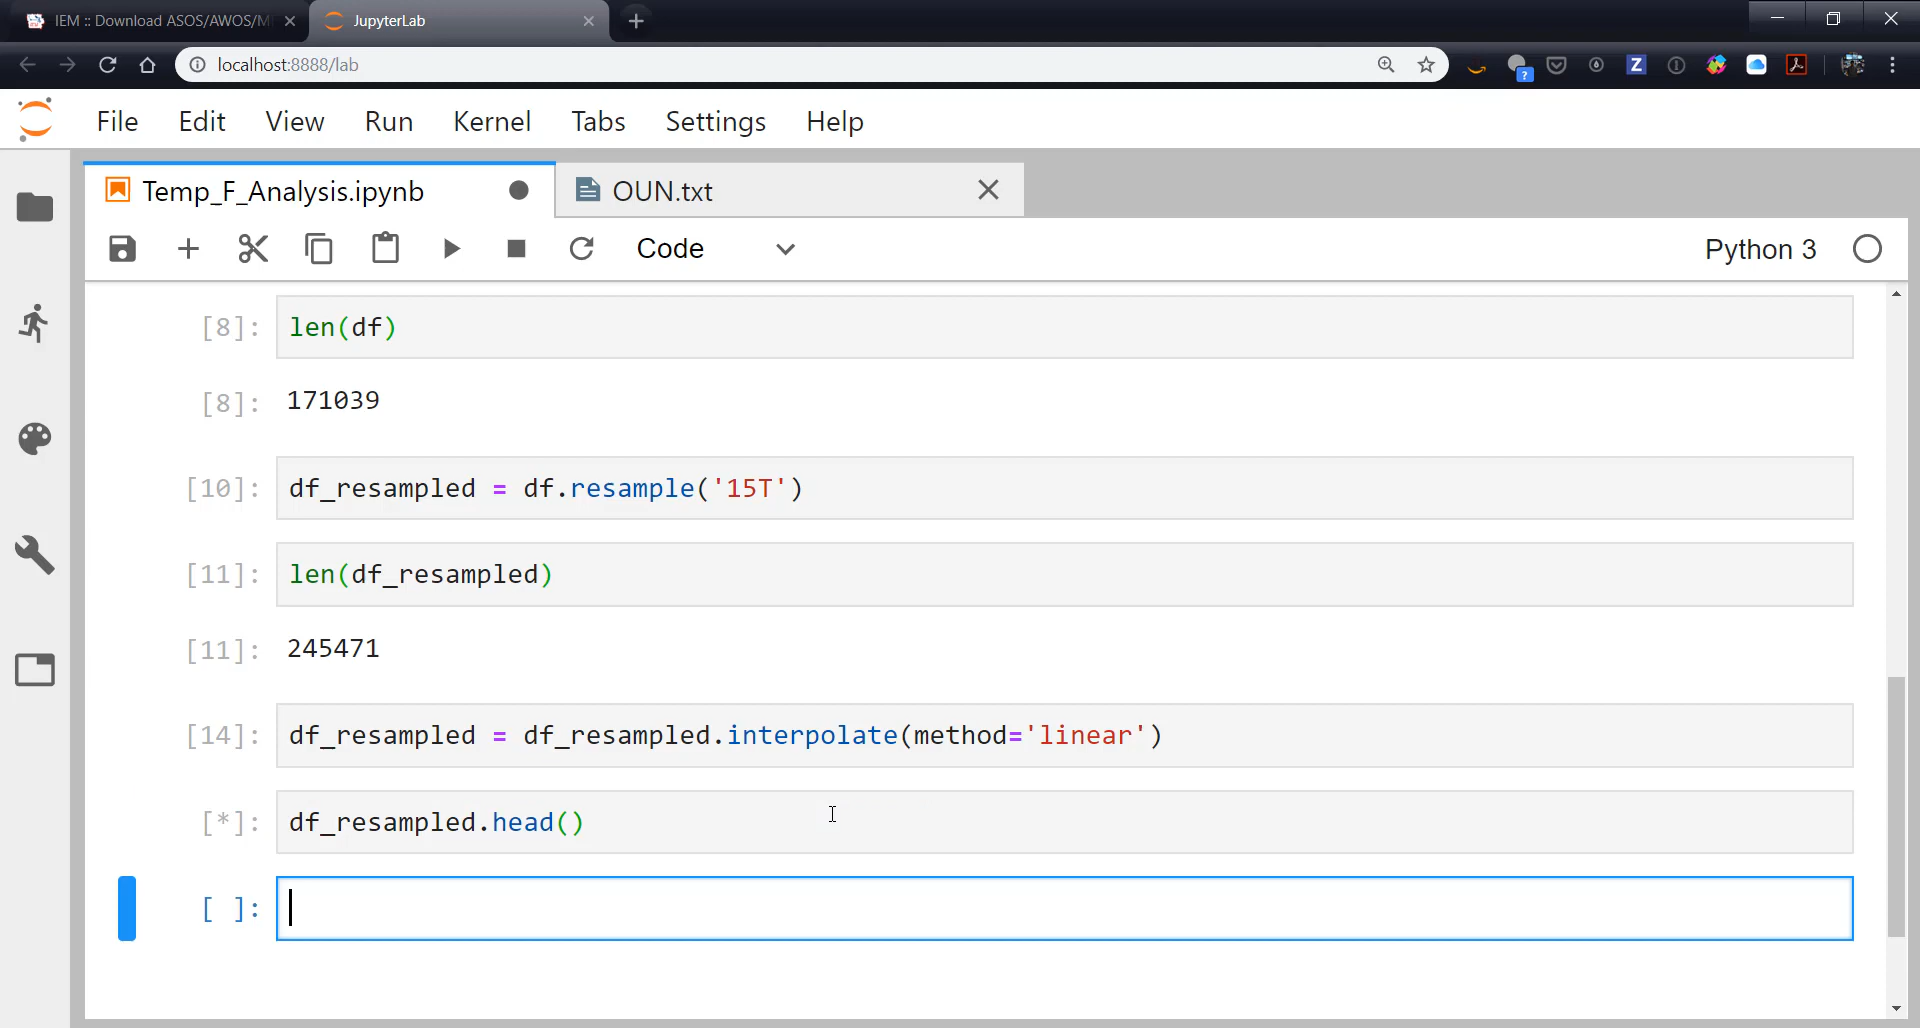 IEM :: Download ASOS/AWOS/M
JupyterLab
localhost:8888/lab
Z
?
File Edit View Run Kernel Tabs Settings Help
Temp_F_Analysis.ipynb
OUN.txt
Code
Python 3
[8]: len(df)
[8]: 171039
[10]: df_resampled = df.resample('15T')
[11]: len(df_resampled)
[11]: 245471
[14]: df_resampled = df_resampled.interpolate(method='linear')
[*]: df_resampled.head()
[ ]: